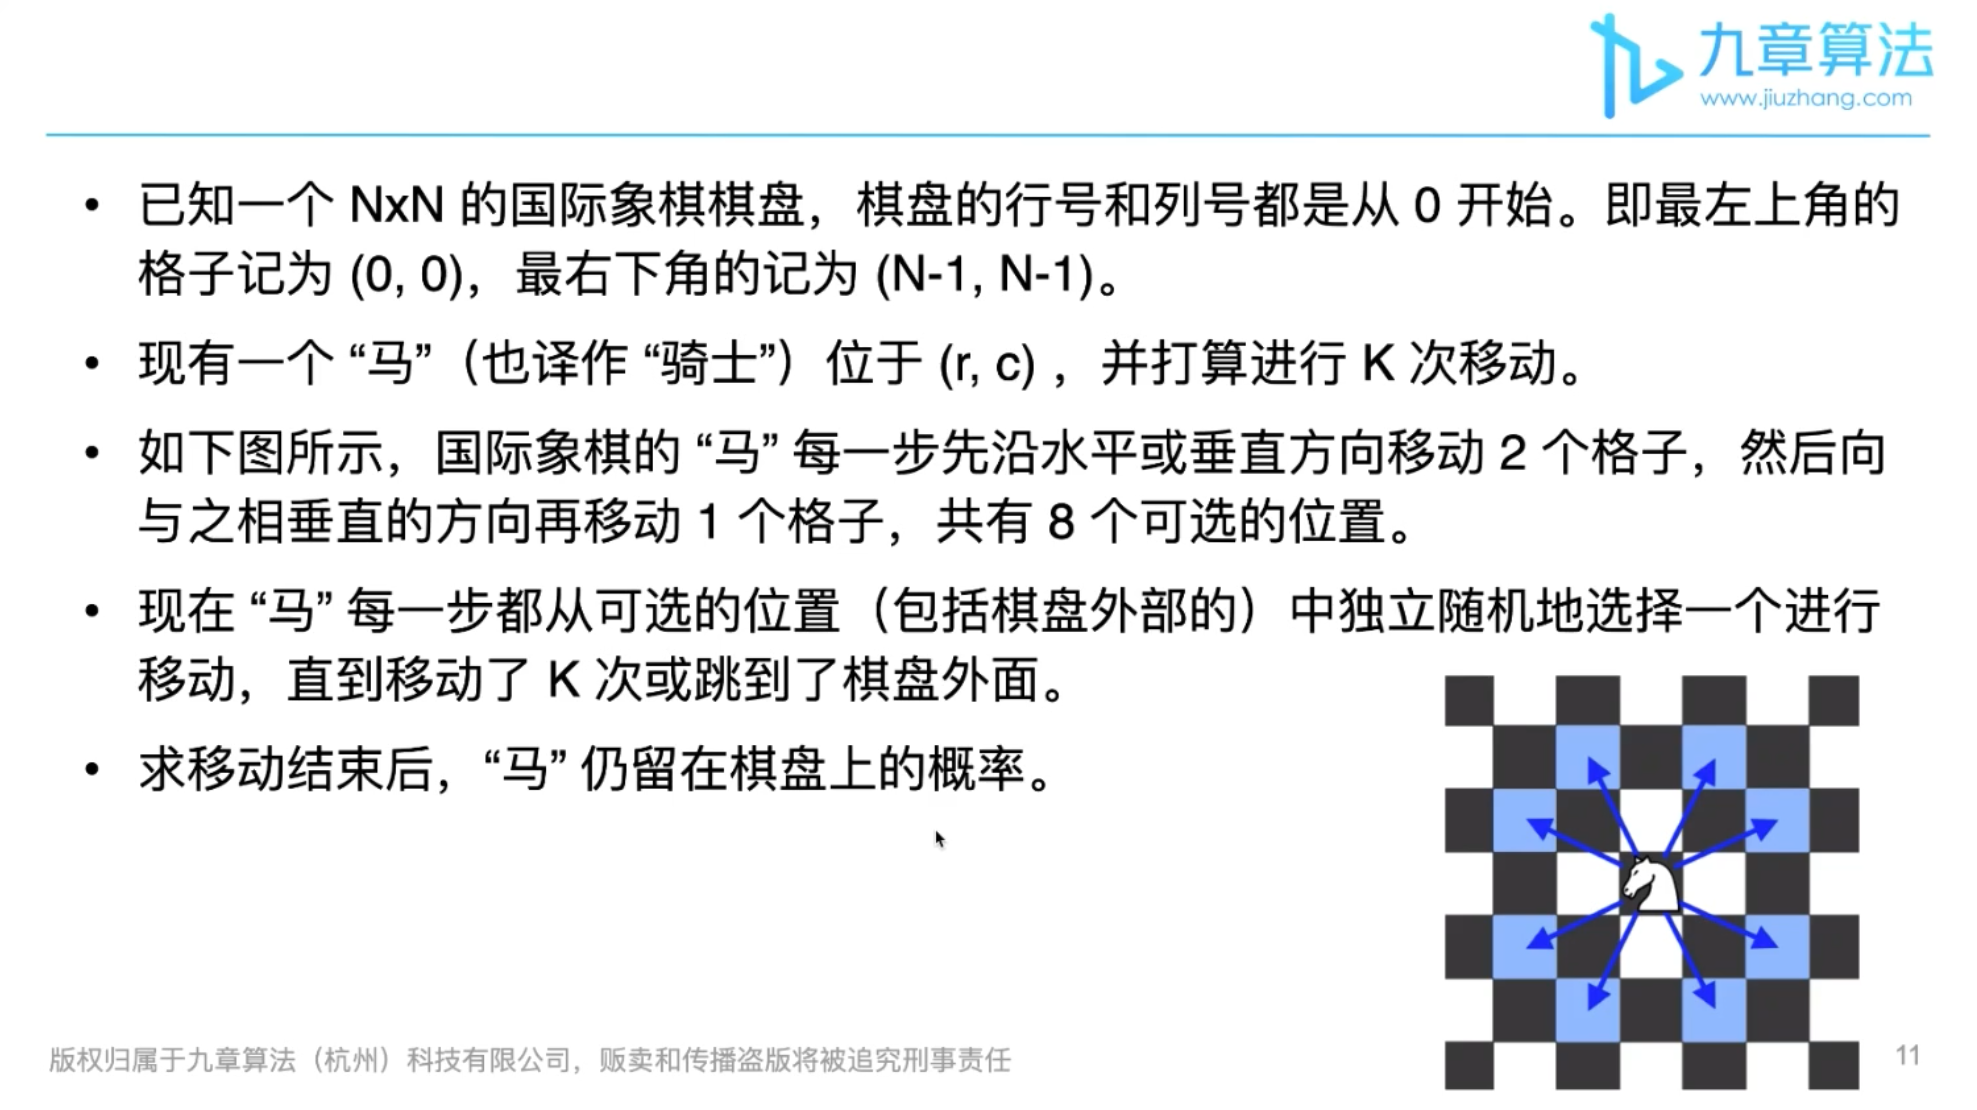 九章算法
www.jiuzhang.com
• 已知一个 NxN 的国际象棋棋盘，棋盘的行号和列号都是从 0 开始。即最左上角的
格子记为 (0, 0)，最右下角的记为 (N-1, N-1)。
• 现有一个 “马”（也译作 “骑士”）位于 (r, c) ，并打算进行 K 次移动。
• 如下图所示，国际象棋的 “马” 每一步先沿水平或垂直方向移动 2 个格子，然后向
与之相垂直的方向再移动 1 个格子，共有 8 个可选的位置。
• 现在 “马” 每一步都从可选的位置（包括棋盘外部的）中独立随机地选择一个进行
移动，直到移动了 K 次或跳到了棋盘外面。
• 求移动结束后，“马” 仍留在棋盘上的概率。
版权归属于九章算法（杭州）科技有限公司，贩卖和传播盗版将被追究刑事责任
11